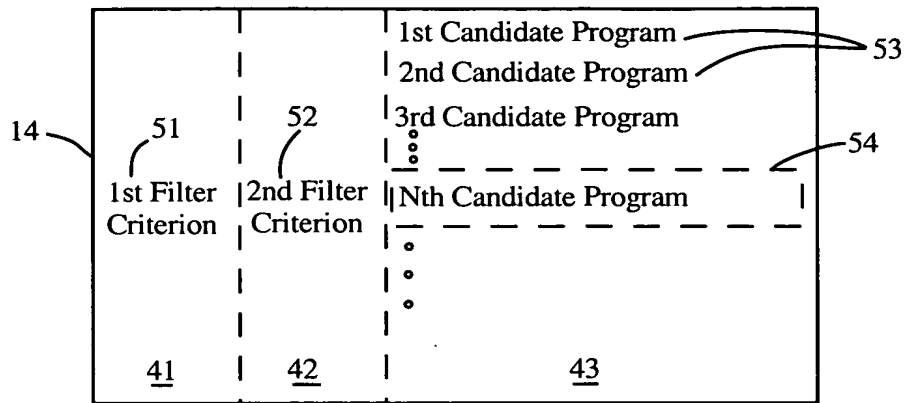 1st Candidate Program
53
2nd Candidate Program
14
51
52
3rd Candidate Program
54
1st Filter
Criterion
2nd Filter
Criterion
Nth Candidate Program
41
42
43